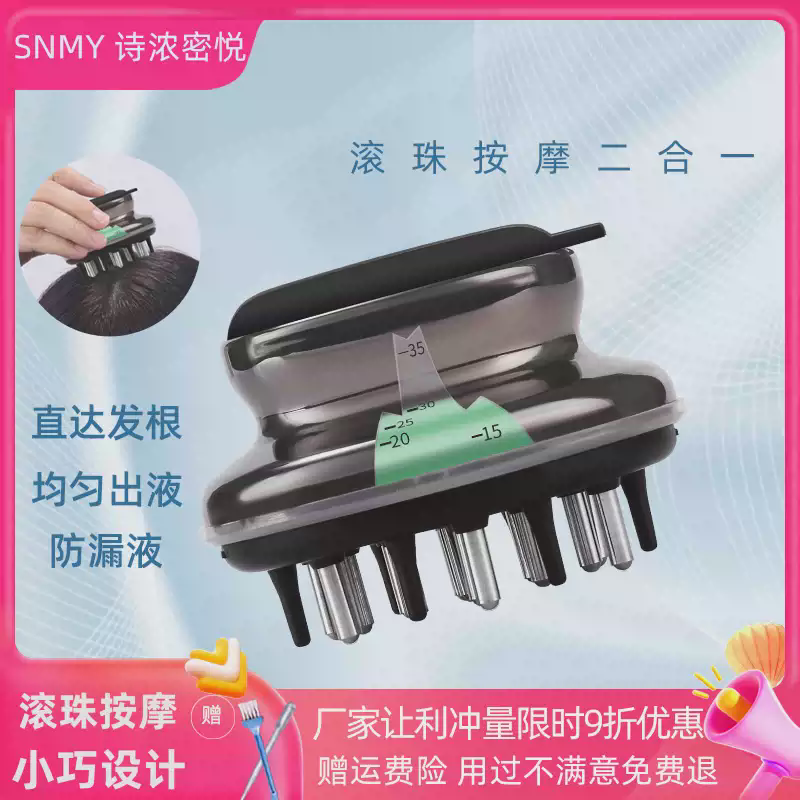 SNMY 诗浓密悦
滚珠按摩二合一
-35
-30
-25
-20
-15
直达发根
均匀出液
防漏液
滚珠按摩
小巧设计
赠
厂家让利冲量限时9折优惠
赠运费险 用过不满意免费退